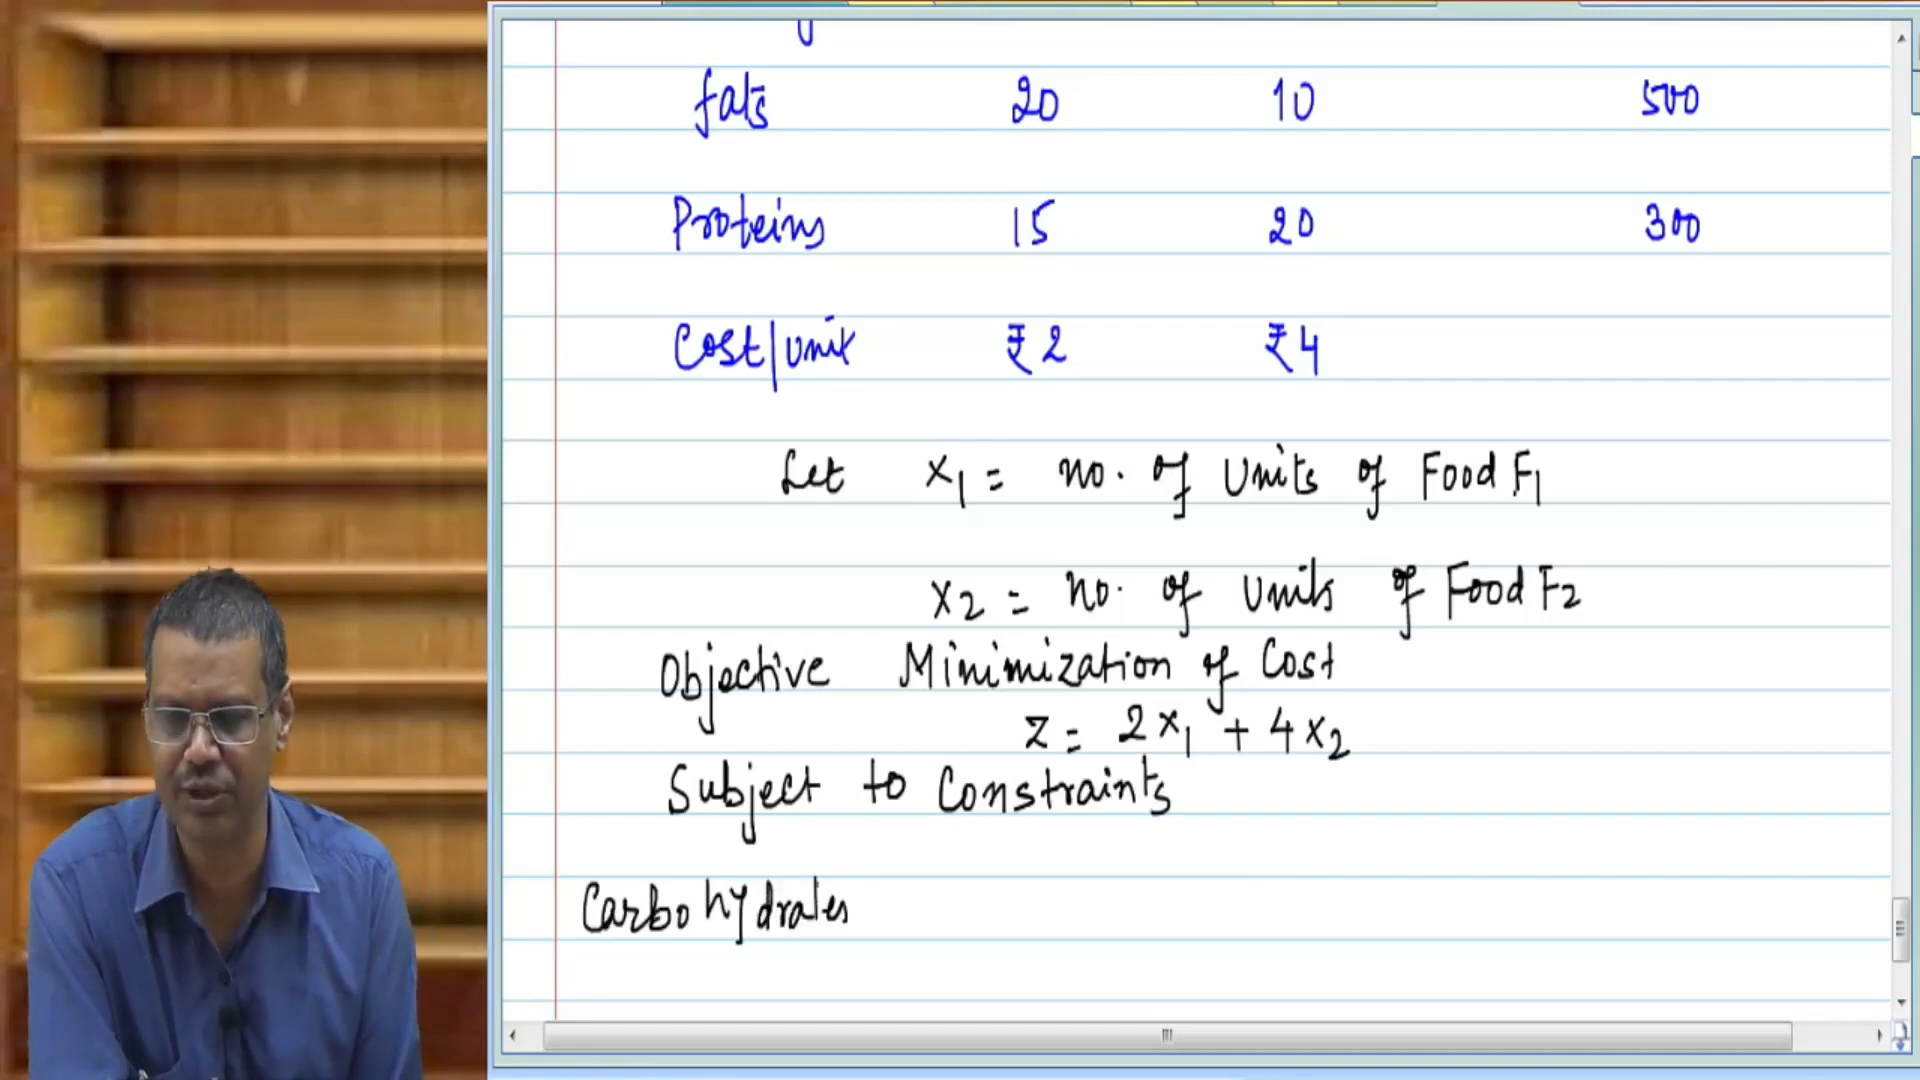 fats 20 10 500
Proteins 15 20 300
Cost/unit ₹2 ₹4
Let x1 = no. of Units of Food F1
x2 = no. of Units of Food F2
Objective Minimization of Cost
z = 2x1 + 4x2
Subject to Constraints
Carbohydrates